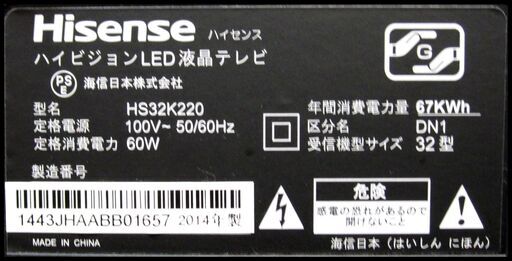 Hisense ハイセンス
ハイビジョンLED液晶テレビ
PS
E
海信日本株式会社
G
型名 HS32K220
定格電源 100V~ 50/60Hz
定格消費電力 60W
年間消費電力量 67KWh
区分名 DN1
受信機型サイズ 32型
製造番号
1443JHAABB01657 2014年製
MADE IN CHINA
危険
感電の恐れがあるので
開けないこと
海信日本（はいしん にほん）